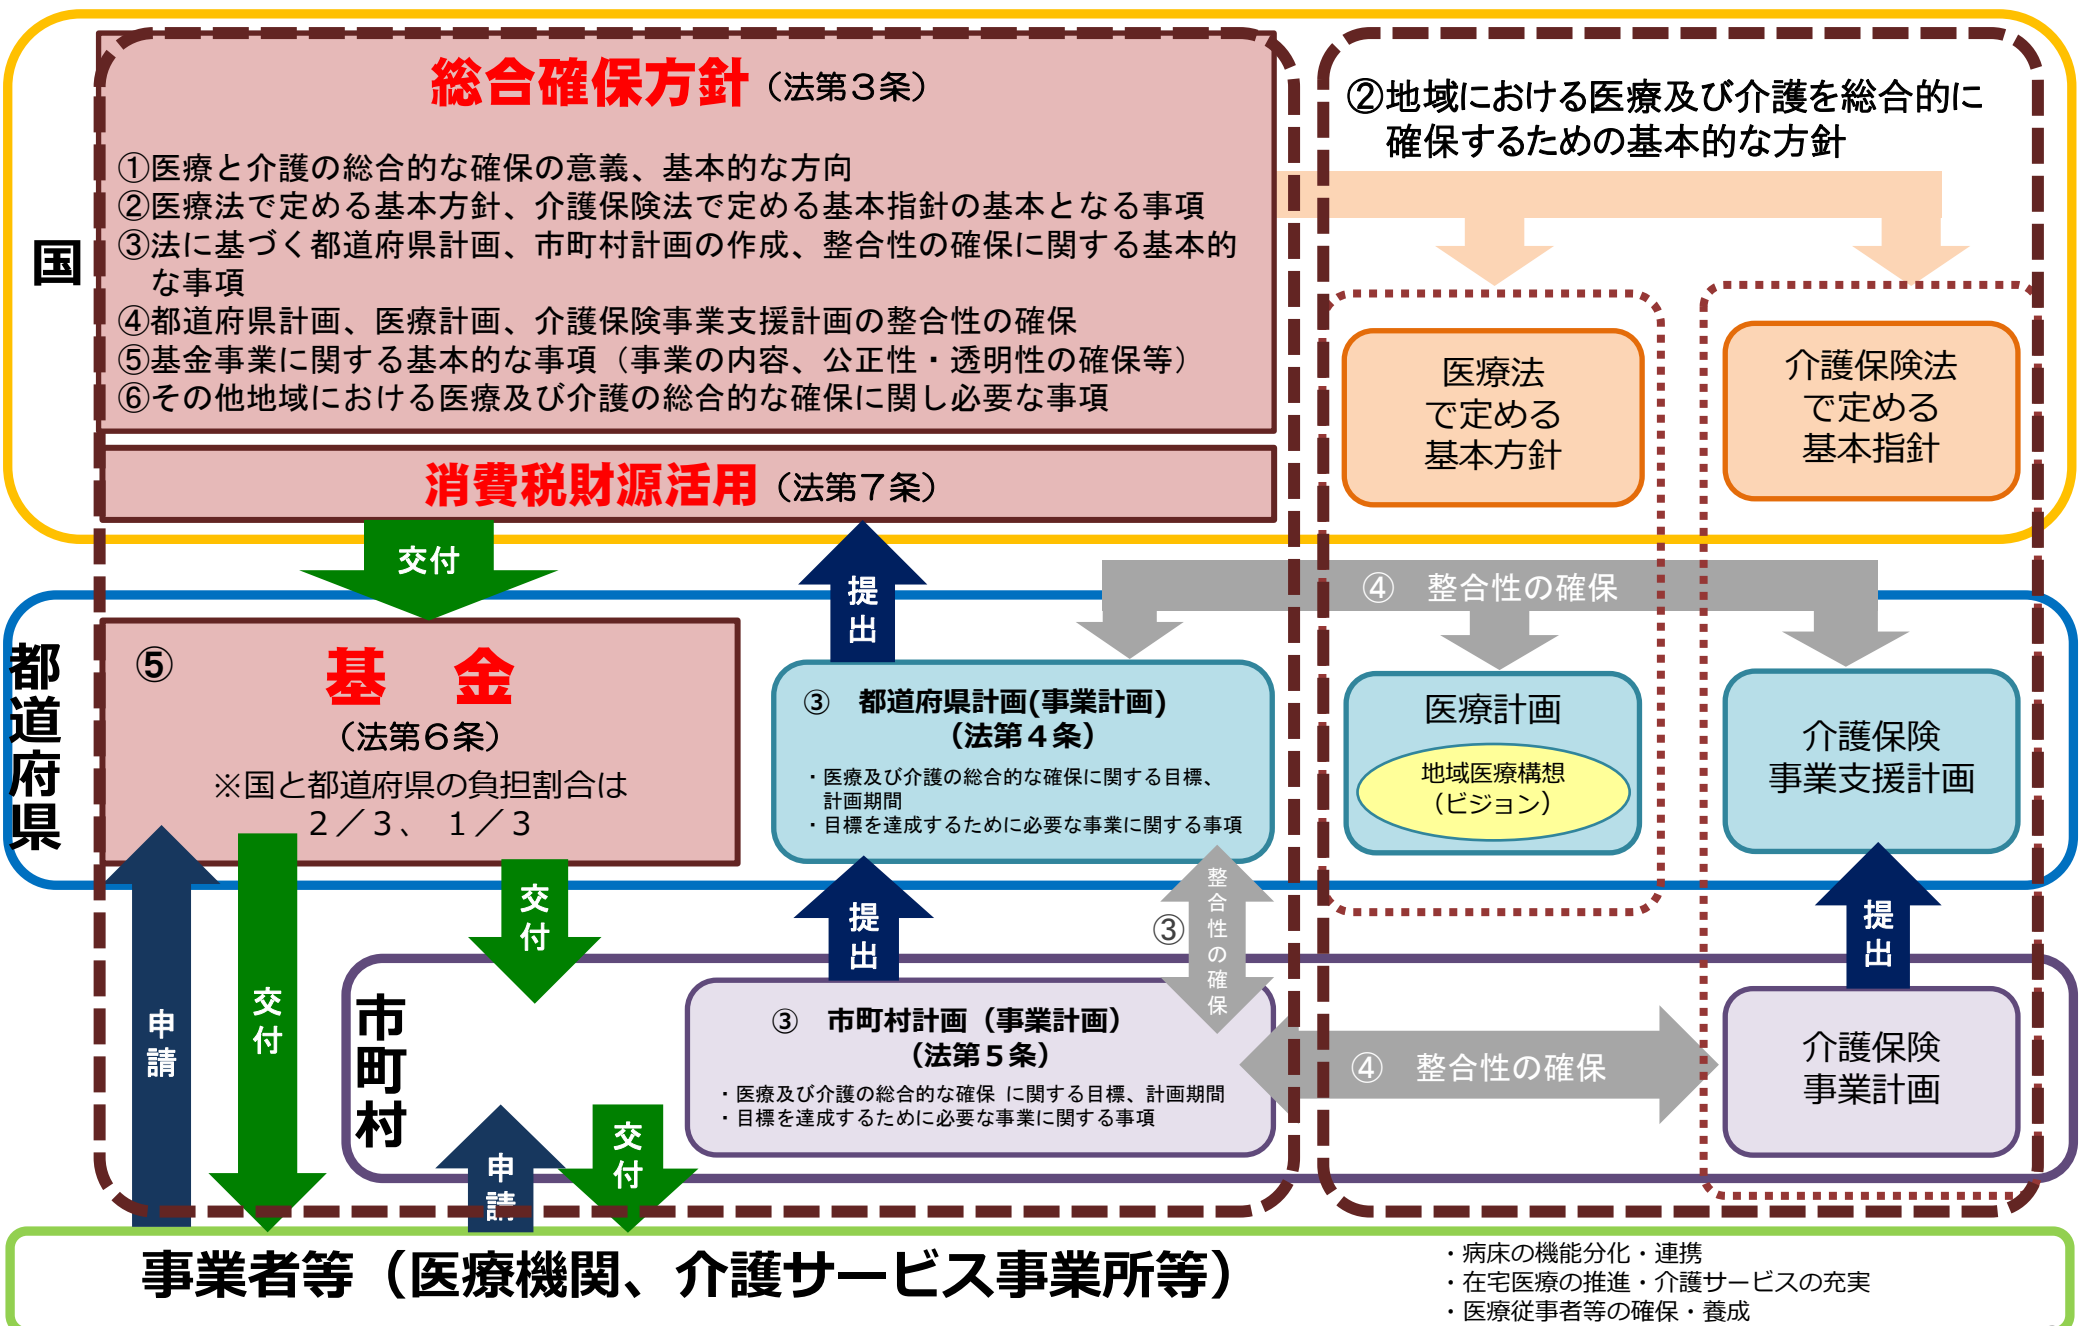 国
総合確保方針（法第３条）
①医療と介護の総合的な確保の意義、基本的な方向
②医療法で定める基本方針、介護保険法で定める基本指針の基本となる事項
③法に基づく都道府県計画、市町村計画の作成、整合性の確保に関する基本的
な事項
④都道府県計画、医療計画、介護保険事業支援計画の整合性の確保
⑤基金事業に関する基本的な事項（事業の内容、公正性・透明性の確保等）
⑥その他地域における医療及び介護の総合的な確保に関し必要な事項
消費税財源活用（法第７条）
②地域における医療及び介護を総合的に
確保するための基本的な方針
医療法
で定める
基本方針
介護保険法
で定める
基本指針
交付
提出
④　整合性の確保
都道府県
⑤
基　金
（法第６条）
※国と都道府県の負担割合は
２／３、１／３
③　都道府県計画(事業計画)
（法第４条）
・医療及び介護の総合的な確保に関する目標、
計画期間
・目標を達成するために必要な事業に関する事項
医療計画
地域医療構想
（ビジョン）
介護保険
事業支援計画
申請
交付
交付
提出
③
整合性の確保
提出
市町村
③　市町村計画（事業計画）
（法第５条）
・医療及び介護の総合的な確保 に関する目標、計画期間
・目標を達成するために必要な事業に関する事項
④　整合性の確保
介護保険
事業計画
申請
交付
事業者等（医療機関、介護サービス事業所等）
・病床の機能分化・連携
・在宅医療の推進・介護サービスの充実
・医療従事者等の確保・養成